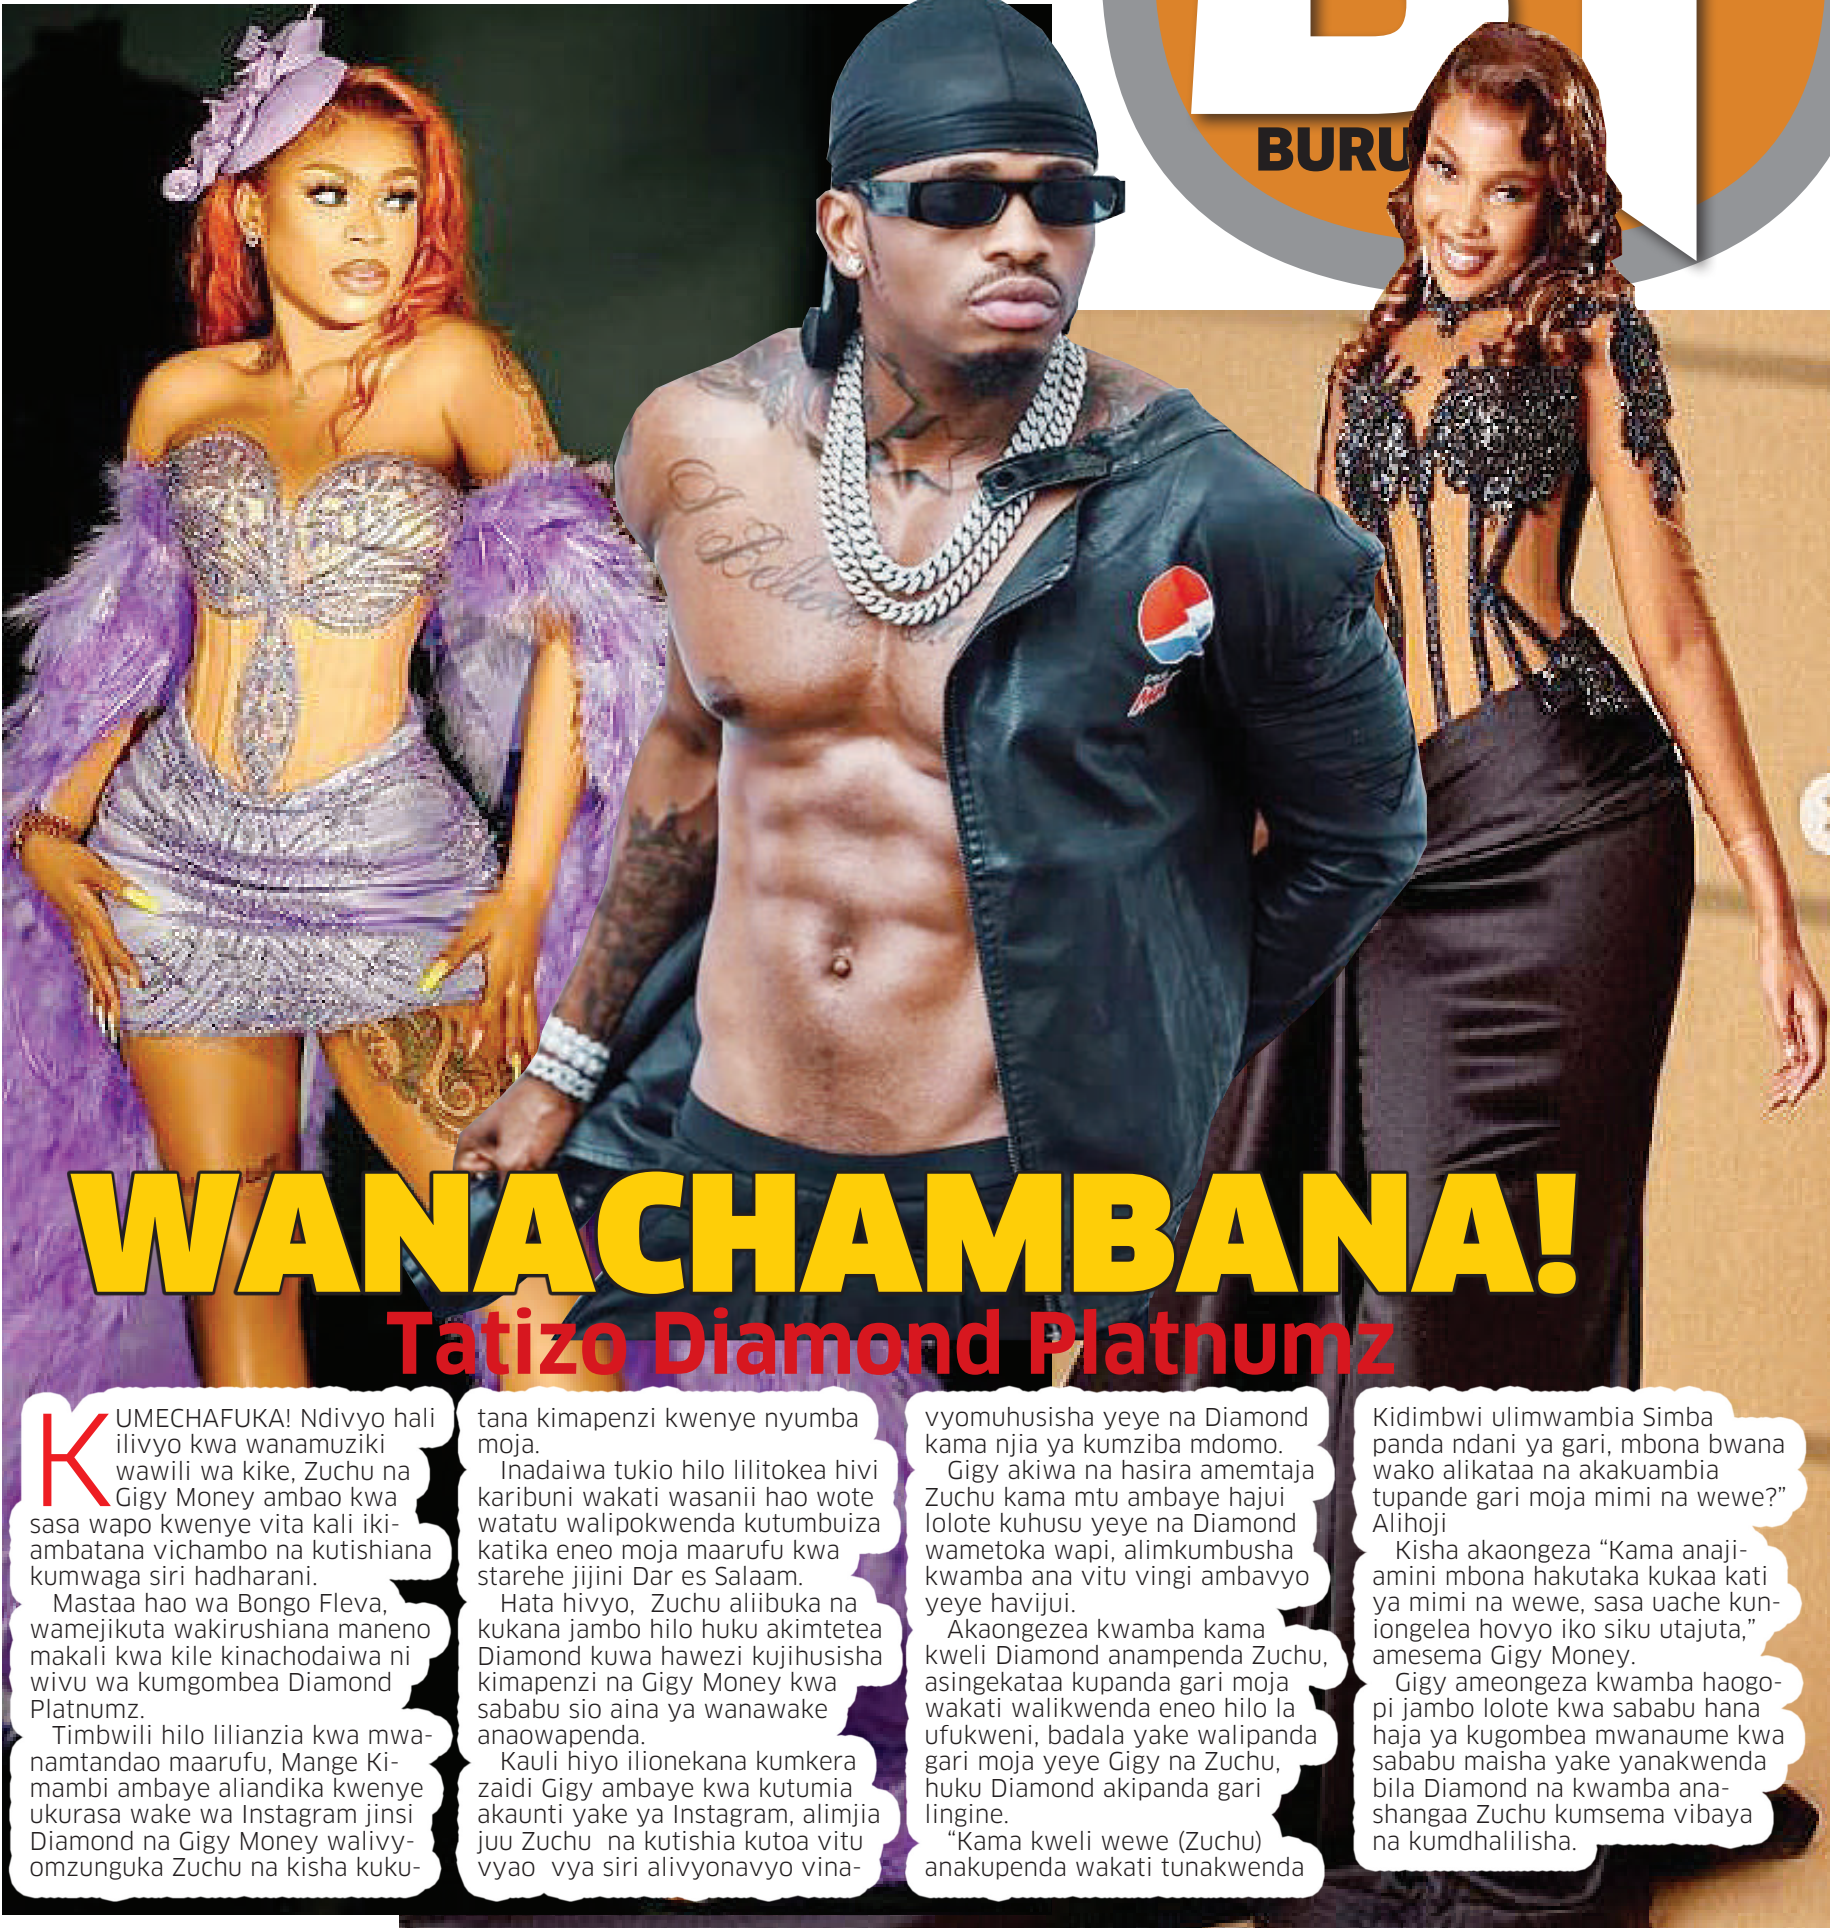 BURU
WANACHAMBANA!
Tatizo Diamond Platnumz
KUMECHAFUKA! Ndivyo hali
ilivyo kwa wanamuziki
wawili wa kike, Zuchu na
Gigy Money ambao kwa
sasa wapo kwenye vita kali iki-
ambatana vichambo na kutishiana
kumwaga siri hadharani.
Mastaa hao wa Bongo Fleva,
wamejikuta wakirushiana maneno
makali kwa kile kinachodaiwa ni
wivu wa kumgombea Diamond
Platnumz.
Timbwili hilo lilianzia kwa mwa-
namtandao maarufu, Mange Ki-
mambi ambaye aliandika kwenye
ukurasa wake wa Instagram jinsi
Diamond na Gigy Money walivy-
omzunguka Zuchu na kisha kuku-
tana kimapenzi kwenye nyumba
moja.
Inadaiwa tukio hilo lilitokea hivi
karibuni wakati wasanii hao wote
watatu walipokwenda kutumbuiza
katika eneo moja maarufu kwa
starehe jijini Dar es Salaam.
Hata hivyo, Zuchu aliibuka na
kukana jambo hilo huku akimtetea
Diamond kuwa hawezi kujihusisha
kimapenzi na Gigy Money kwa
sababu sio aina ya wanawake
anaowapenda.
Kauli hiyo ilionekana kumkera
zaidi Gigy ambaye kwa kutumia
akaunti yake ya Instagram, alimjia
juu Zuchu na kutishia kutoa vitu
vyao vya siri alivyonavyo vina-
vyomuhusisha yeye na Diamond
kama njia ya kumziba mdomo.
Gigy akiwa na hasira amemtaja
Zuchu kama mtu ambaye hajui
lolote kuhusu yeye na Diamond
wametoka wapi, alimkumbusha
kwamba ana vitu vingi ambavyo
yeye havijui.
Akaongezea kwamba kama
kweli Diamond anampenda Zuchu,
asingekataa kupanda gari moja
wakati walikwenda eneo hilo la
ufukweni, badala yake walipanda
gari moja yeye Gigy na Zuchu,
huku Diamond akipanda gari
lingine.
“Kama kweli wewe (Zuchu)
anakupenda wakati tunakwenda
Kidimbwi ulimwambia Simba
panda ndani ya gari, mbona bwana
wako alikataa na akakuambia
tupande gari moja mimi na wewe?”
Alihoji
Kisha akaongeza “Kama anaji-
amini mbona hakutaka kukaa kati
ya mimi na wewe, sasa uache kun-
iongelea hovyo iko siku utajuta,”
amesema Gigy Money.
Gigy ameongeza kwamba haogo-
pi jambo lolote kwa sababu hana
haja ya kugombea mwanaume kwa
sababu maisha yake yanakwenda
bila Diamond na kwamba ana-
shangaa Zuchu kumsema vibaya
na kumdhalilisha.